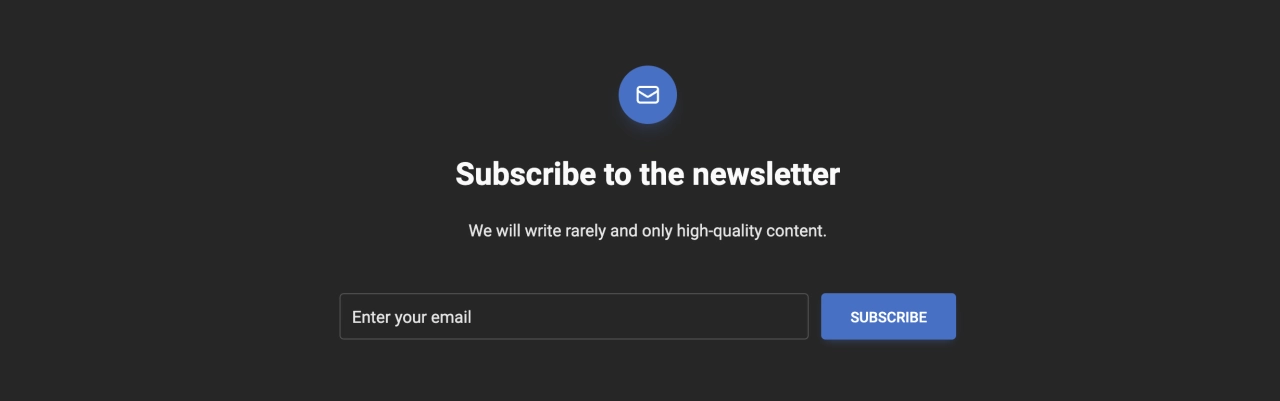 Subscribe to the newsletter
We will write rarely and only high-quality content.
Enter your email
SUBSCRIBE